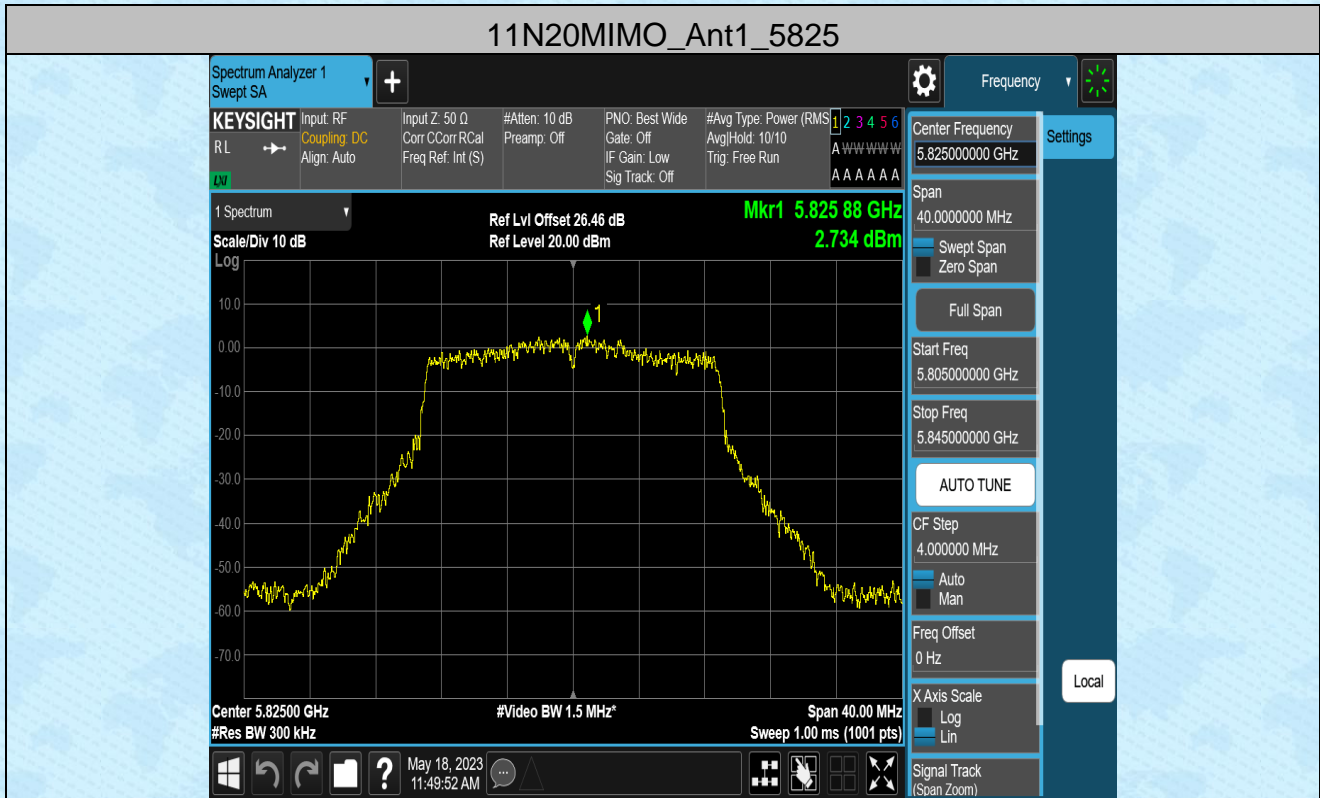 11N20MIMO_Ant1_5825
Spectrum Analyzer 1
Swept SA
+
Frequency
KEYSIGHT
RL
LXI
Input: RF
Coupling: DC
Align: Auto
Input Z: 50 Ω
Corr CCorr RCal
Freq Ref: Int (S)
#Atten: 10 dB
Preamp: Off
PNO: Best Wide
Gate: Off
IF Gain: Low
Sig Track: Off
#Avg Type: Power (RMS
Avg|Hold: 10/10
Trig: Free Run
1 2 3 4 5 6
A W W W W W
A A A A A A
1 Spectrum
Scale/Div 10 dB
Log
Ref Lvl Offset 26.46 dB
Ref Level 20.00 dBm
Mkr1 5.825 88 GHz
2.734 dBm
10.0
0.00
-10.0
-20.0
-30.0
-40.0
-50.0
-60.0
-70.0
1
Center 5.82500 GHz
#Res BW 300 kHz
#Video BW 1.5 MHz*
Span 40.00 MHz
Sweep 1.00 ms (1001 pts)
?
May 18, 2023
11:49:52 AM
Center Frequency
5.825000000 GHz
Settings
Span
40.0000000 MHz
Swept Span
Zero Span
Full Span
Start Freq
5.805000000 GHz
Stop Freq
5.845000000 GHz
AUTO TUNE
CF Step
4.000000 MHz
Auto
Man
Freq Offset
0 Hz
X Axis Scale
Log
Lin
Local
Signal Track
(Span Zoom)